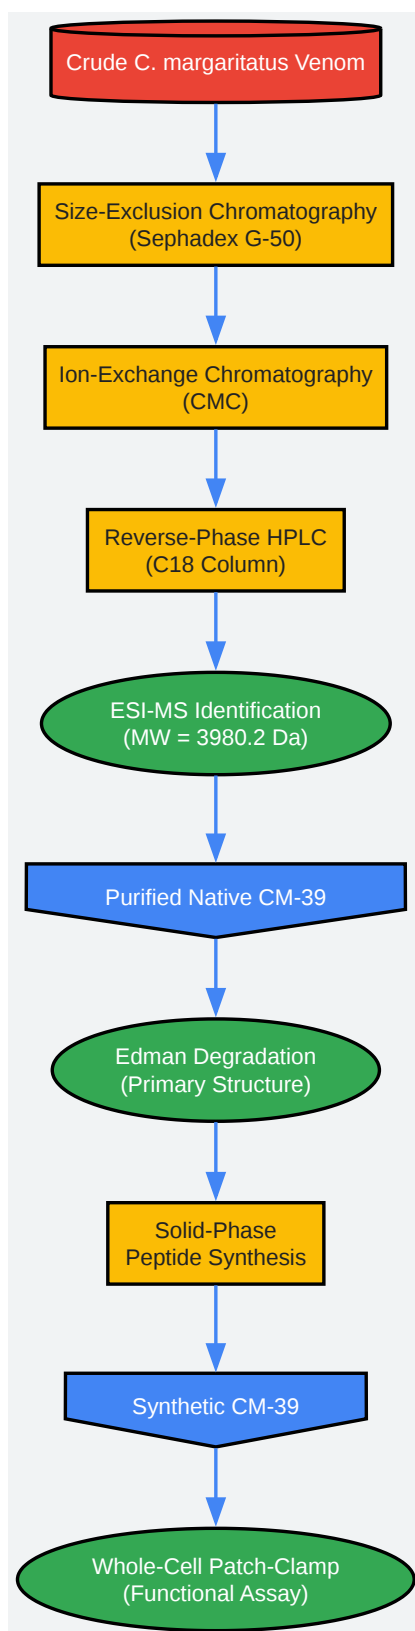 Crude C. margaritatus Venom
Size-Exclusion Chromatography
(Sephadex G-50)
Ion-Exchange Chromatography
(CMC)
Reverse-Phase HPLC
(C18 Column)
ESI-MS Identification
(MW = 3980.2 Da)
Purified Native CM-39
Edman Degradation
(Primary Structure)
Solid-Phase
Peptide Synthesis
Synthetic CM-39
Whole-Cell Patch-Clamp
(Functional Assay)